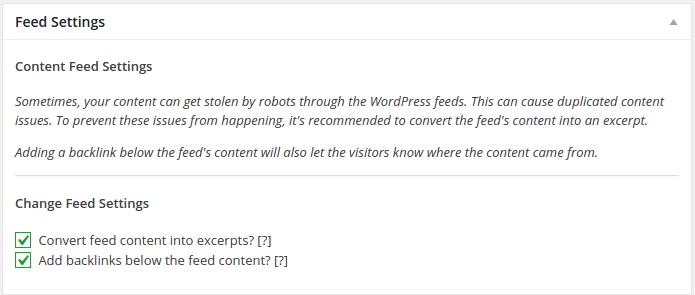 Feed Settings
Content Feed Settings
Sometimes, your content can get stolen by robots through the WordPress feeds. This can cause duplicated content
issues. To prevent these issues from happening, it's recommended to convert the feed's content into an excerpt.
Adding a backlink below the feed's content will also let the visitors know where the content came from.
Change Feed Settings
Convert feed content into excerpts? [?]
Add backlinks below the feed content? [?]